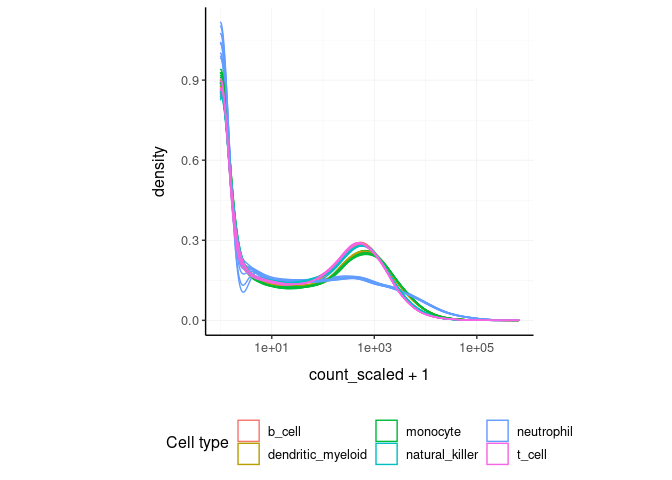 0.9
0.6
0.3
0.0
density
1e+01 1e+03 1e+05
count_scaled + 1
Cell type
b_cell monocyte neutrophil
dendritic_myeloid natural_killer t_cell